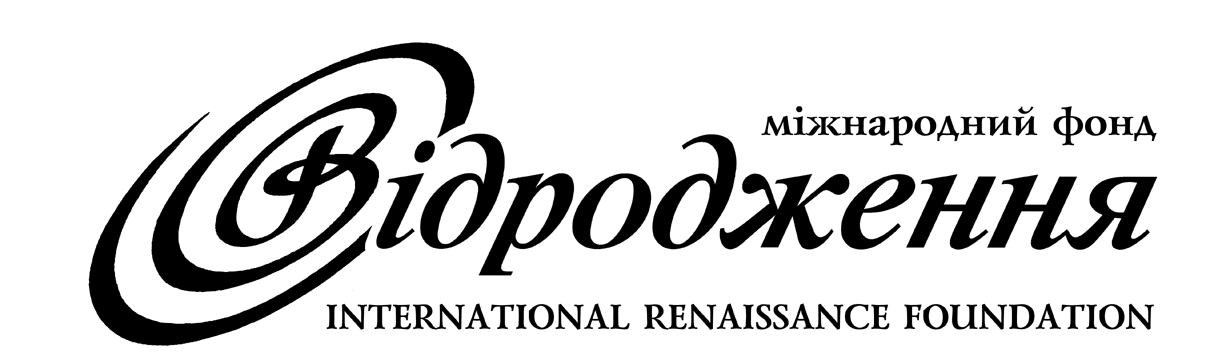 міжнародний фонд
Відродження
INTERNATIONAL RENAISSANCE FOUNDATION